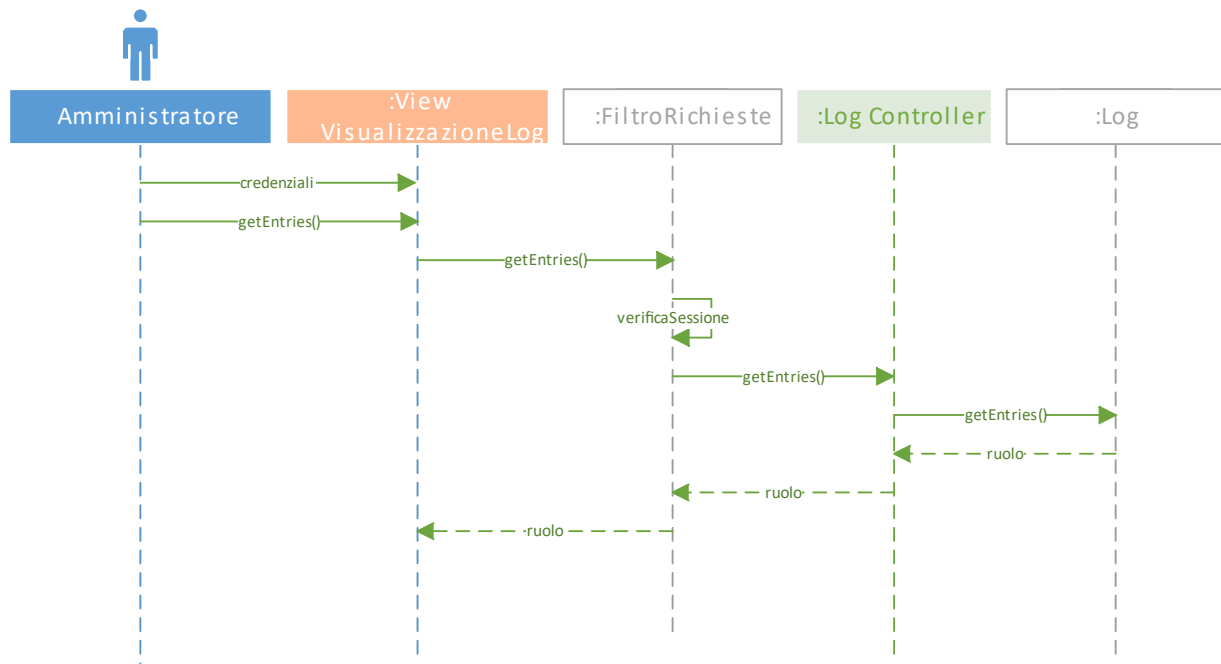 Amministratore
:View
VisualizzazioneLog
:FiltroRichieste
:Log Controller
:Log
credenziali
getEntries()
getEntries()
verificaSessione
getEntries()
getEntries()
ruolo
ruolo
ruolo